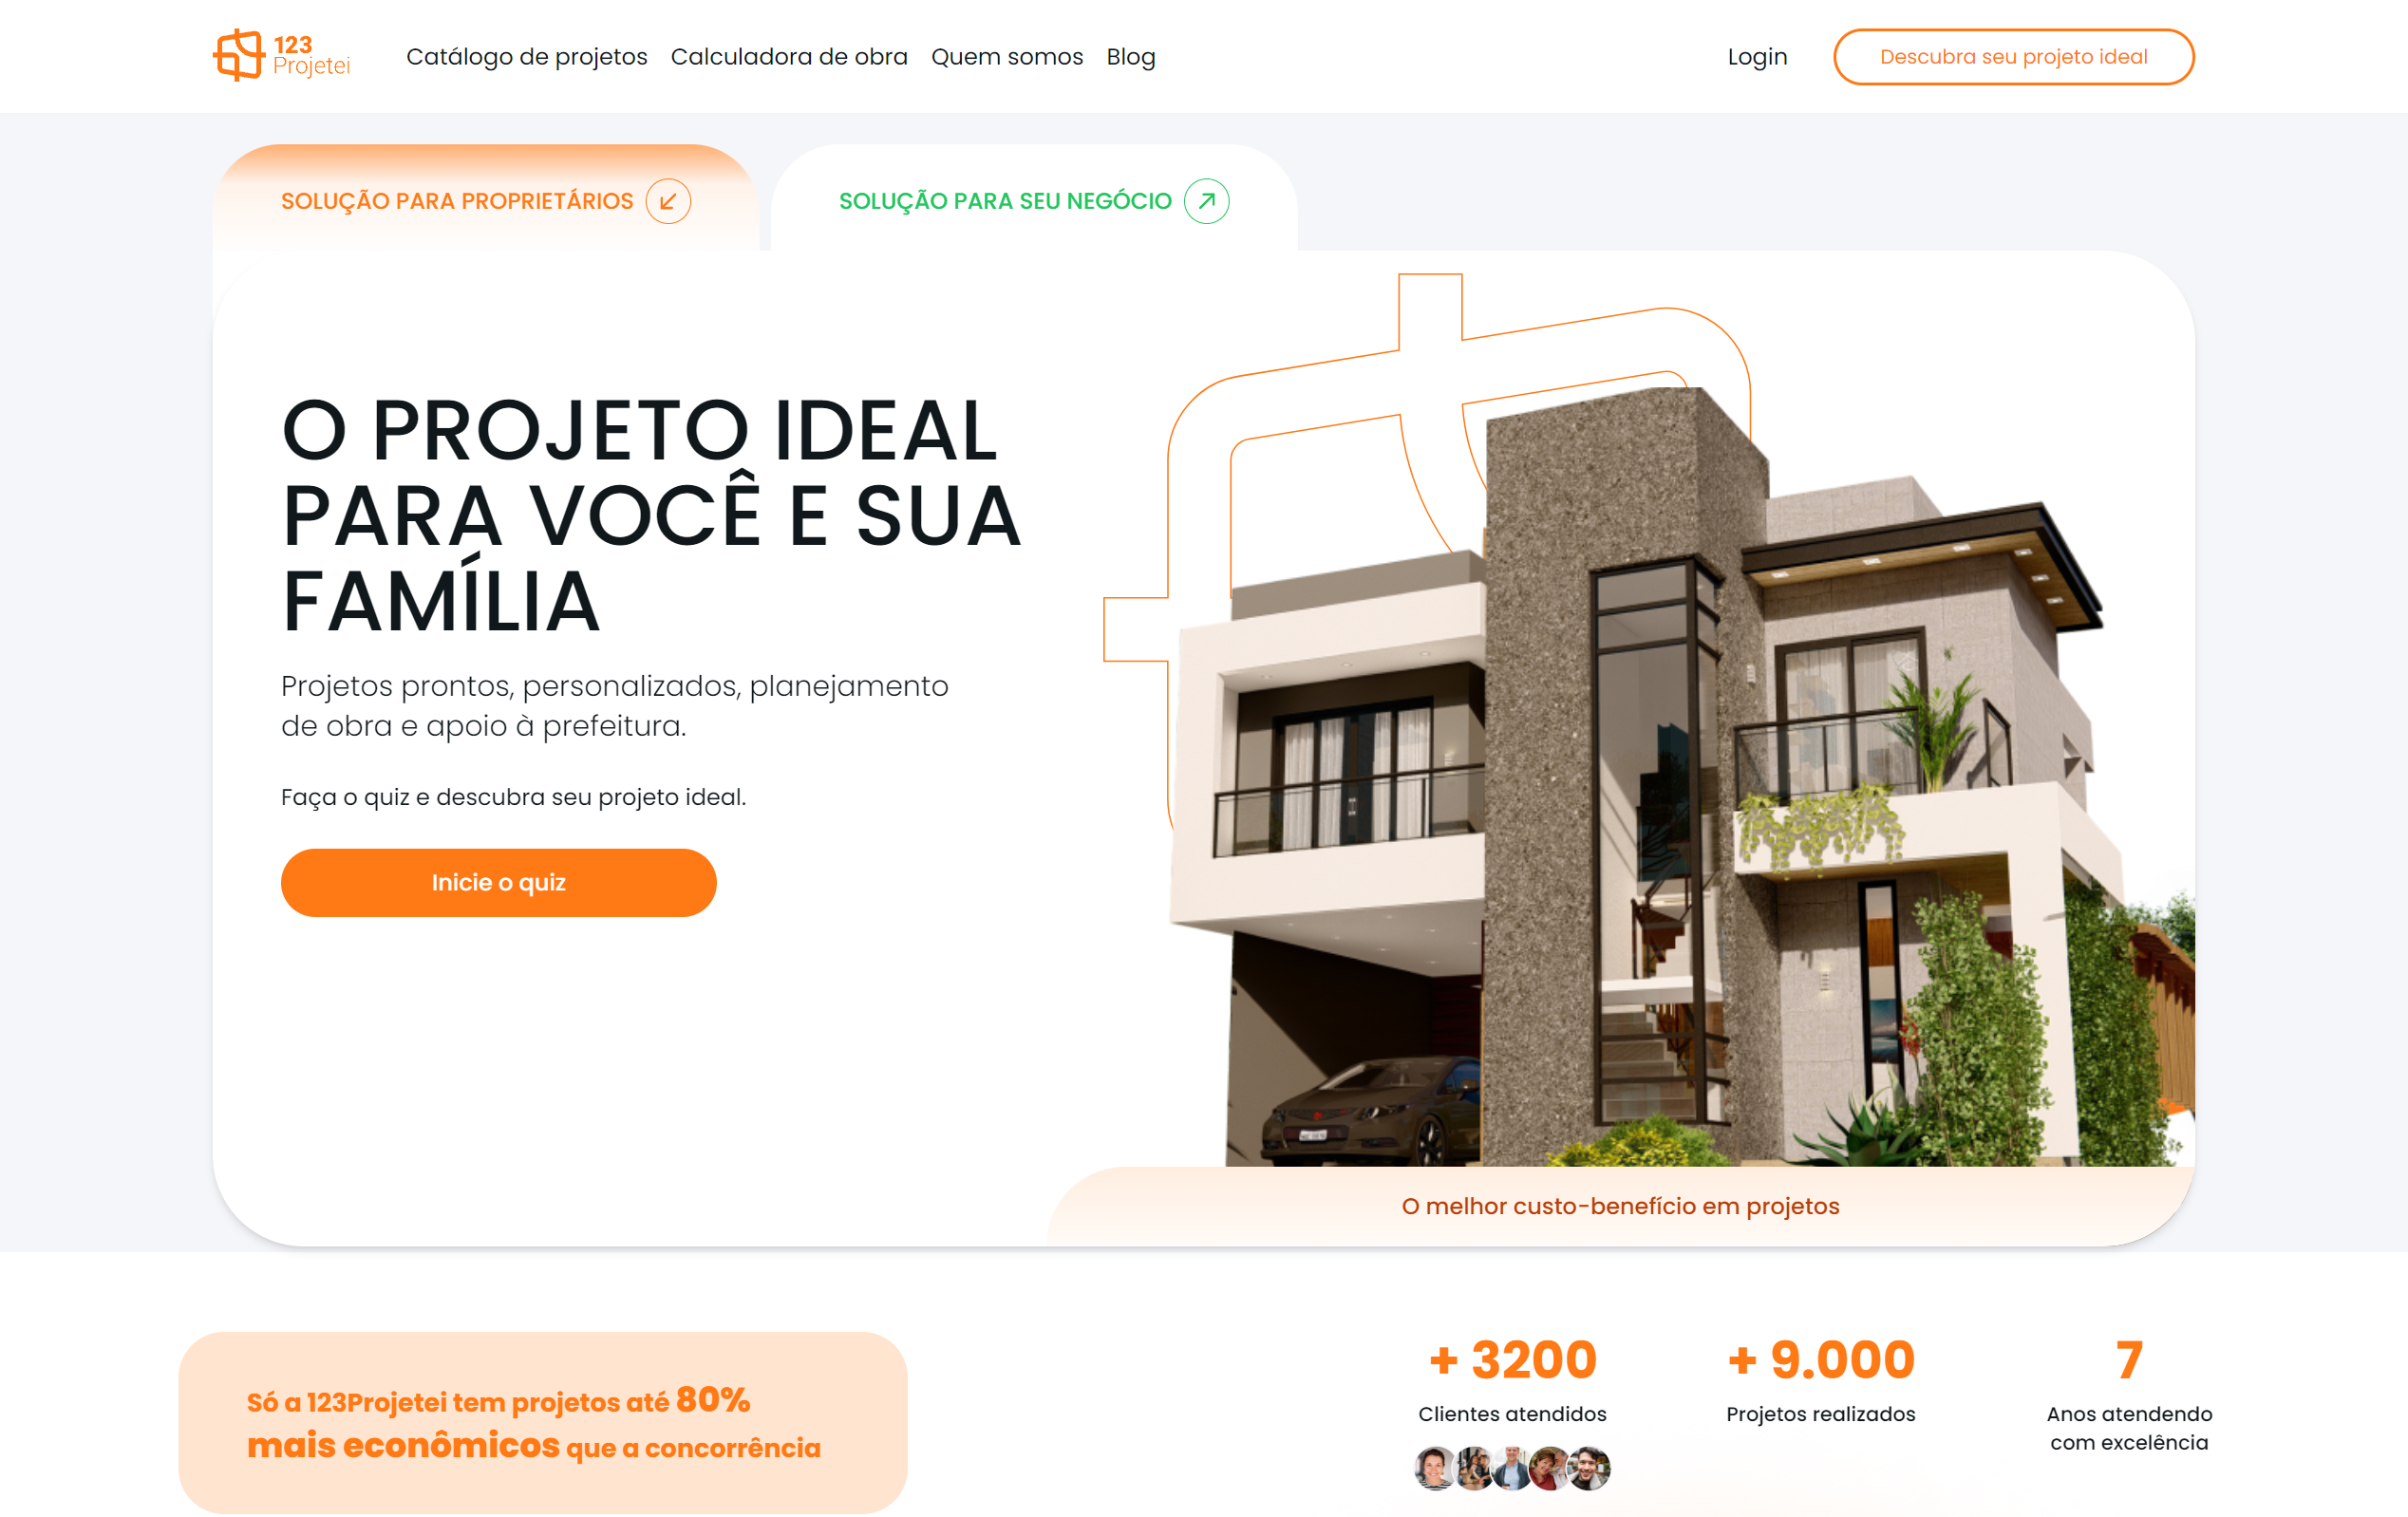 123
Projetei
Catálogo de projetos
Calculadora de obra
Quem somos
Blog
Login
Descubra seu projeto ideal
SOLUÇÃO PARA PROPRIETÁRIOS
SOLUÇÃO PARA SEU NEGÓCIO
O PROJETO IDEAL
PARA VOCÊ E SUA
FAMÍLIA
Projetos prontos, personalizados, planejamento
de obra e apoio à prefeitura.
Faça o quiz e descubra seu projeto ideal.
Inicie o quiz
O melhor custo-benefício em projetos
Só a 123Projetei tem projetos até 80%
mais econômicos que a concorrência
+ 3200
Clientes atendidos
+ 9.000
Projetos realizados
7
Anos atendendo
com excelência